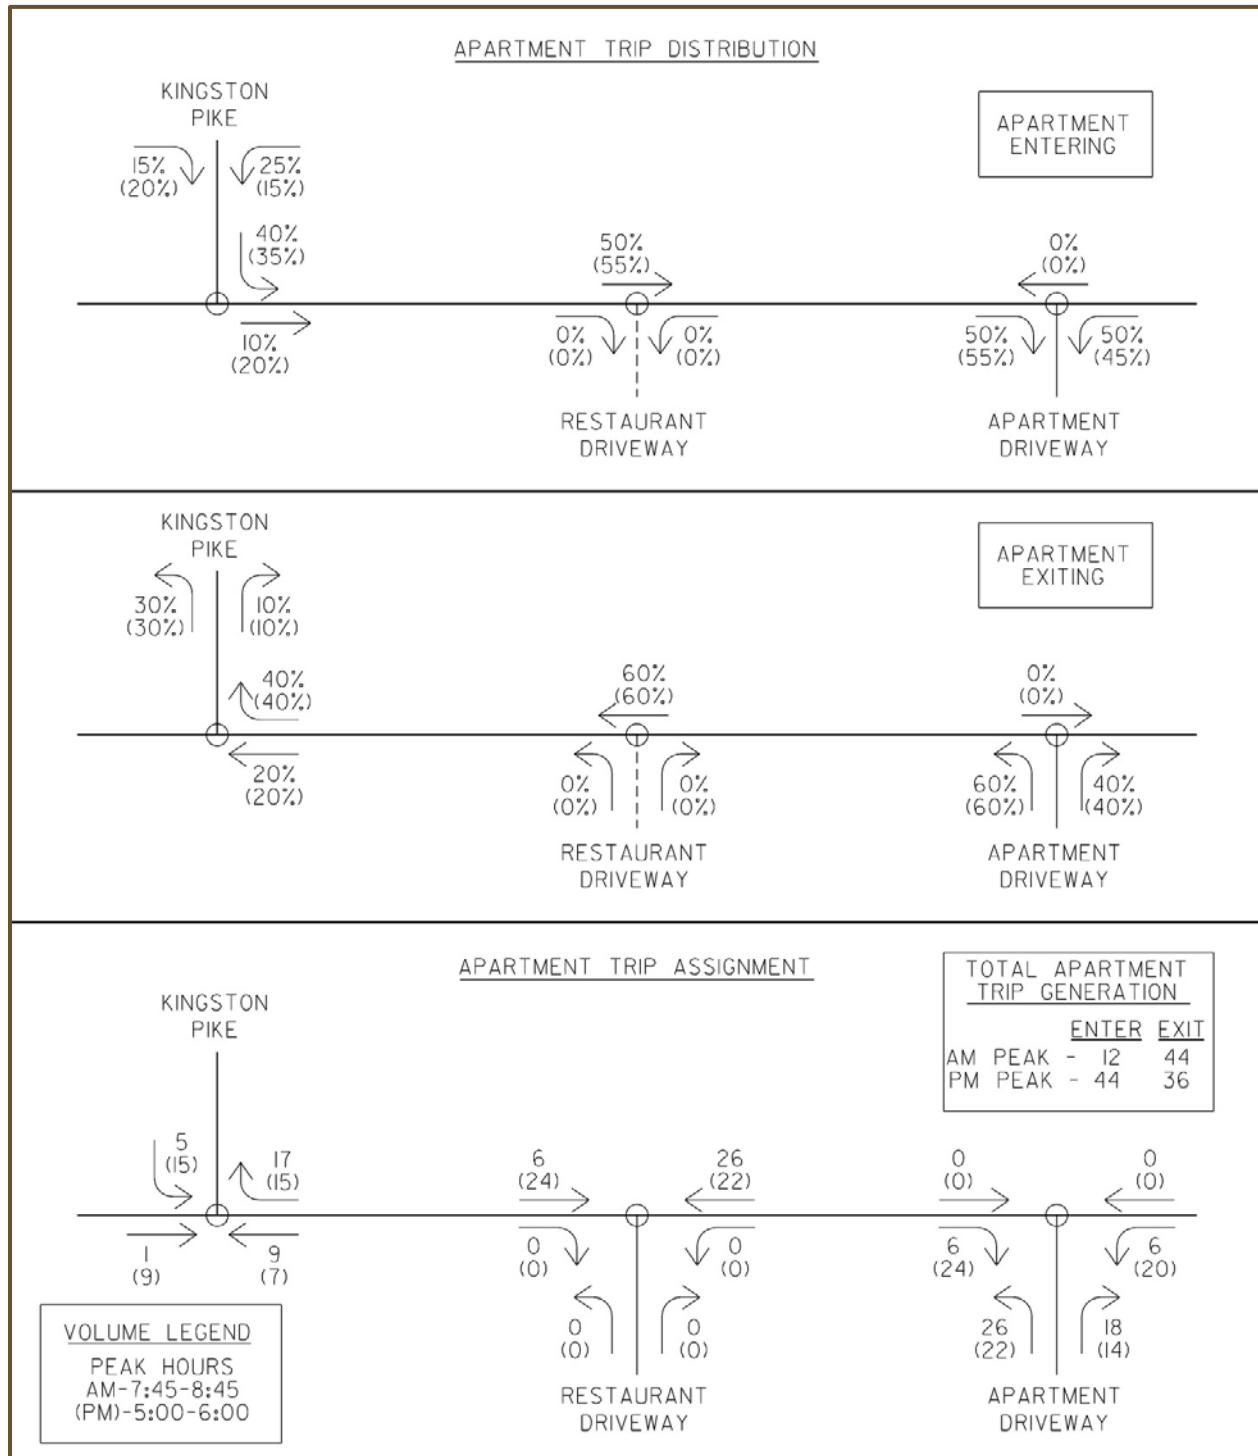 APARTMENT TRIP DISTRIBUTION
KINGSTON
PIKE
APARTMENT
ENTERING
15%
(20%)
25%
(15%)
40%
(35%)
10%
(20%)
50%
(55%)
0%
(0%)
0%
(0%)
0%
(0%)
50%
(55%)
50%
(45%)
RESTAURANT
DRIVEWAY
APARTMENT
DRIVEWAY
KINGSTON
PIKE
APARTMENT
EXITING
30%
(30%)
10%
(10%)
40%
(40%)
20%
(20%)
60%
(60%)
0%
(0%)
0%
(0%)
0%
(0%)
60%
(60%)
40%
(40%)
RESTAURANT
DRIVEWAY
APARTMENT
DRIVEWAY
APARTMENT TRIP ASSIGNMENT
TOTAL APARTMENT
TRIP GENERATION
ENTER EXIT
AM PEAK - 12 44
PM PEAK - 44 36
KINGSTON
PIKE
5
(15)
17
(15)
1
(9)
9
(7)
6
(24)
26
(22)
0
(0)
0
(0)
0
(0)
0
(0)
0
(0)
0
(0)
6
(24)
6
(20)
26
(22)
18
(14)
RESTAURANT
DRIVEWAY
APARTMENT
DRIVEWAY
VOLUME LEGEND
PEAK HOURS
AM-7:45-8:45
(PM)-5:00-6:00